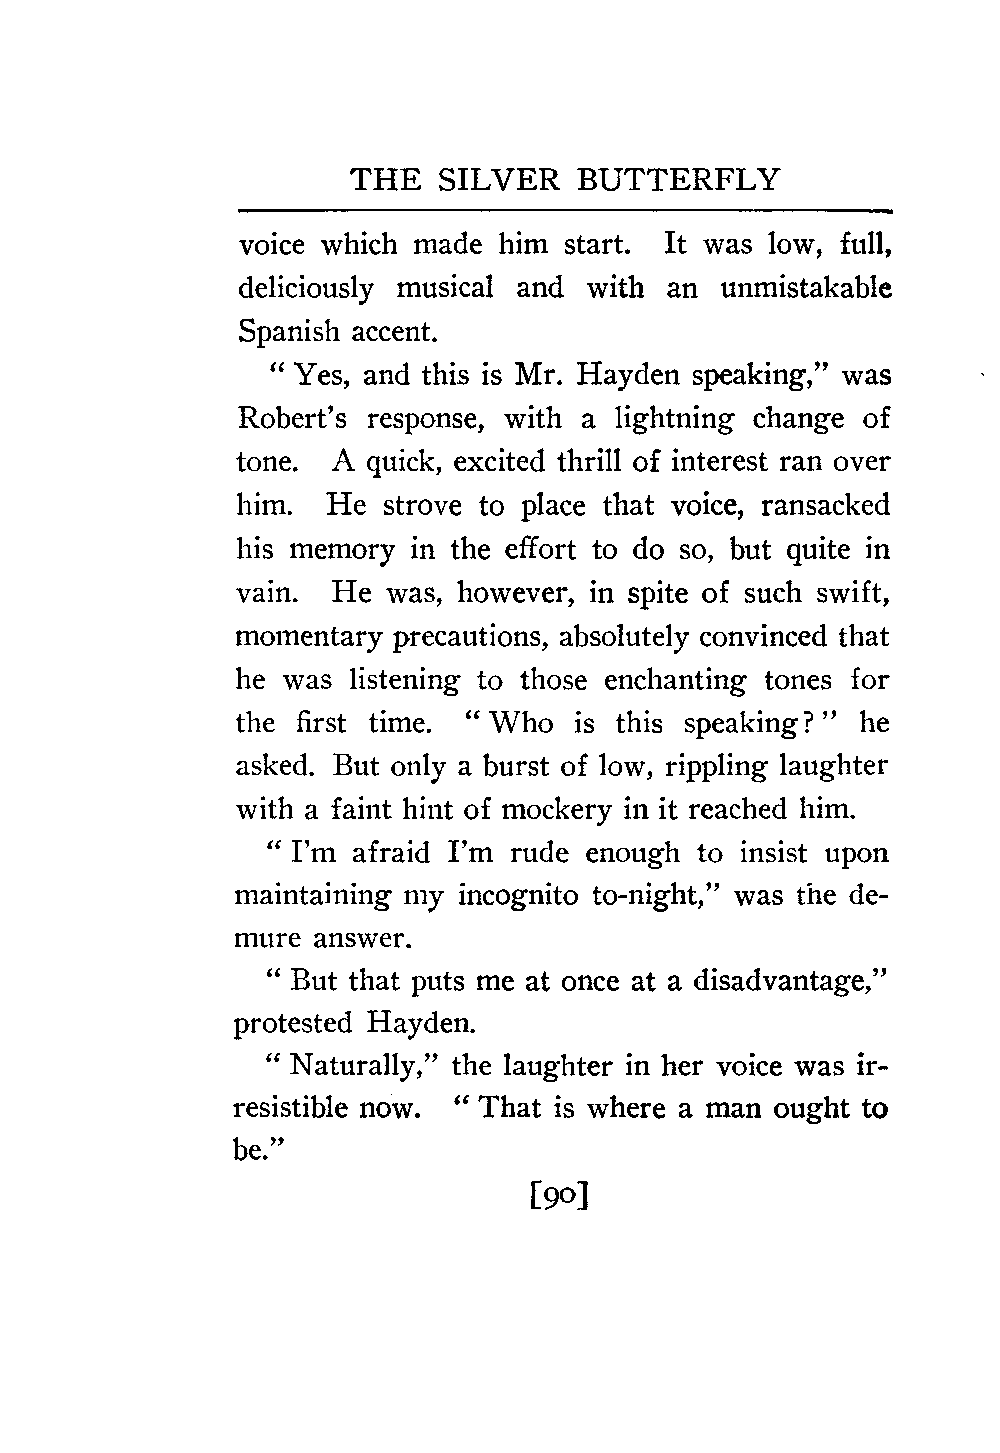 THE SILVER BUTTERFLY
voice which made him start. It was low, full,
deliciously musical and with an unmistakable
Spanish accent.
" Yes, and this is Mr. Hayden speaking," was
Robert's response, with a lightning change of
tone. A quick, excited thrill of interest ran over
him. He strove to place that voice, ransacked
his memory in the effort to do so, but quite in
vain. He was, however, in spite of such swift,
momentary precautions, absolutely convinced that
he was listening to those enchanting tones for
the first time. " Who is this speaking? " he
asked. But only a burst of low, rippling laughter
with a faint hint of mockery in it reached him.
" I'm afraid I'm rude enough to insist upon
maintaining my incognito to-night," was the de-
mure answer.
" But that puts me at once at a disadvantage,"
protested Hayden.
" Naturally," the laughter in her voice was ir-
resistible now. " That is where a man ought to
be."
[90]